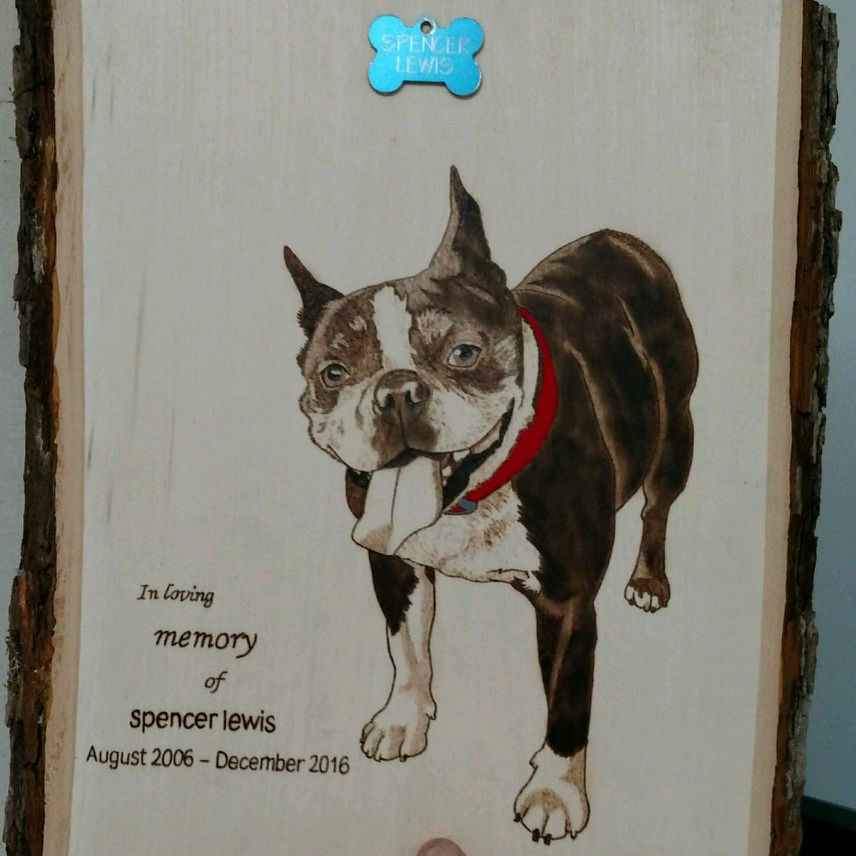 SPENCER
LEWIS
In loving
memory
of
spencer lewis
August 2006 – December 2016